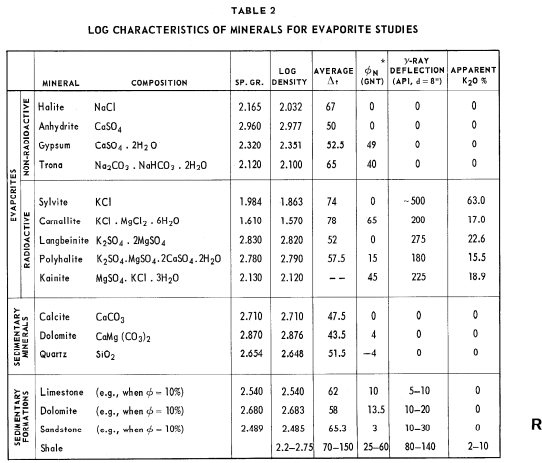 TABLE 2
LOG CHARACTERISTICS OF MINERALS FOR EVAPORITE STUDIES
MINERAL COMPOSITION SP. GR. LOG DENSITY AVERAGE Δt ϕN * (GNT) γ-RAY DEFLECTION (API, d = 8") APPARENT K2O %
EVAPORITES
NON-RADIOACTIVE
Halite NaCl 2.165 2.032 67 0 0 0
Anhydrite CaSO4 2.960 2.977 50 0 0 0
Gypsum CaSO4 . 2H2O 2.320 2.351 52.5 49 0 0
Trona Na2CO3 . NaHCO3 . 2H2O 2.120 2.100 65 40 0 0
RADIOACTIVE
Sylvite KCl 1.984 1.863 74 0 ~500 63.0
Carnallite KCl . MgCl2 . 6H2O 1.610 1.570 78 65 200 17.0
Langbeinite K2SO4 . 2MgSO4 2.830 2.820 52 0 275 22.6
Polyhalite K2SO4.MgSO4.2CaSO4.2H2O 2.780 2.790 57.5 15 180 15.5
Kainite MgSO4. KCl . 3H2O 2.130 2.120 -- 45 225 18.9
SEDIMENTARY MINERALS
Calcite CaCO3 2.710 2.710 47.5 0 0 0
Dolomite CaMg (CO3)2 2.870 2.876 43.5 4 0 0
Quartz SiO2 2.654 2.648 51.5 –4 0 0
SEDIMENTARY FORMATIONS
Limestone (e.g., when ϕ = 10%) 2.540 2.540 62 10 5–10 0
Dolomite (e.g., when ϕ = 10%) 2.680 2.683 58 13.5 10–20 0
Sandstone (e.g., when ϕ = 10%) 2.489 2.485 65.3 3 10–30 0
Shale 2.2–2.75 70–150 25–60 80–140 2–10
R